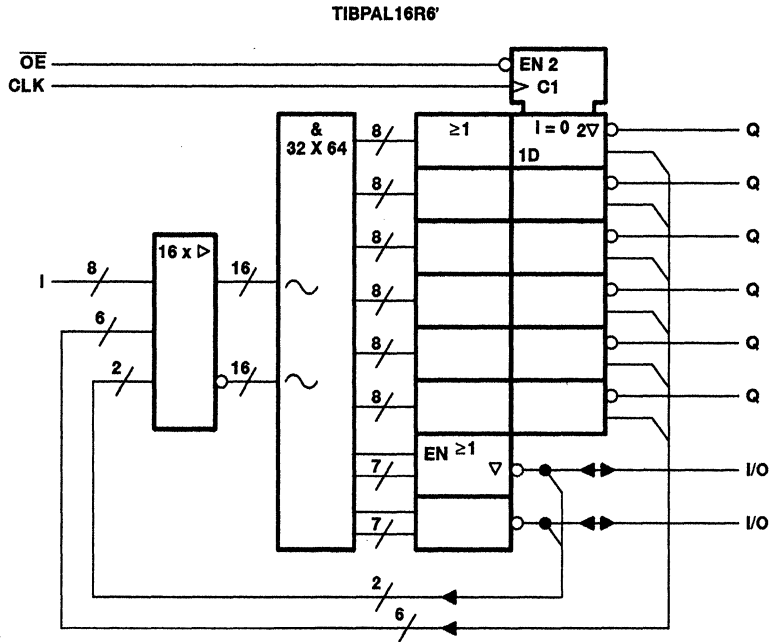 TIBPAL16R6'
OE
CLK
EN 2
C1
&
32 X 64
8
≥1
I = 0
2▽
Q
1D
8
Q
8
Q
16 x ▷
I
8
16
8
Q
6
8
Q
2
16
8
Q
EN
≥1
▽
7
I/O
7
I/O
2
6